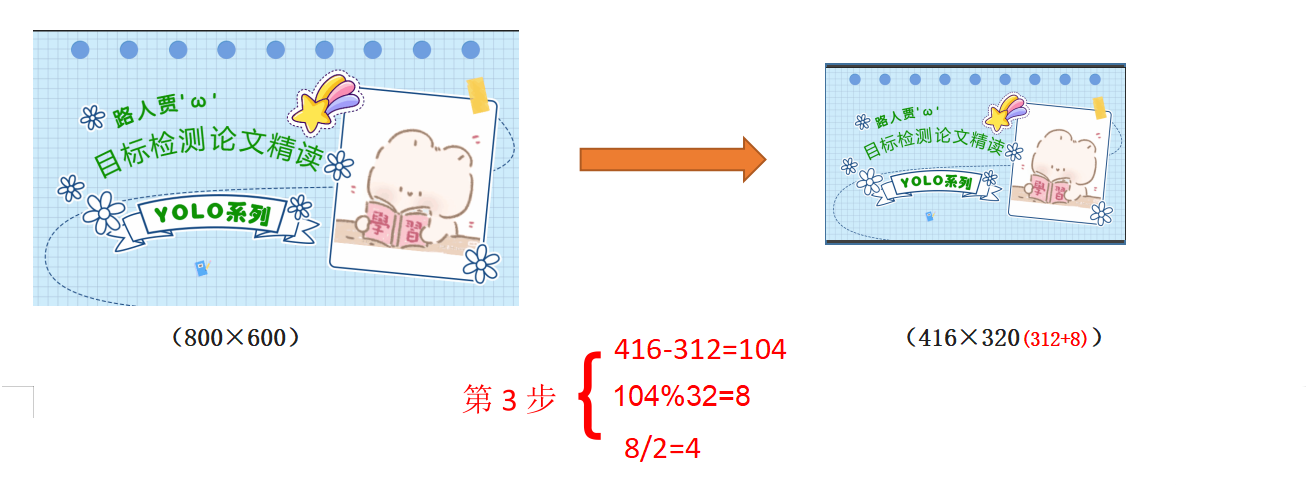 路人贾'ω'
目标检测论文精读
YOLO系列
學習
路人贾'ω'
目标检测论文精读
YOLO系列
學習
（800×600）
（416×320(312+8)）
第 3 步
416-312=104
104%32=8
8/2=4